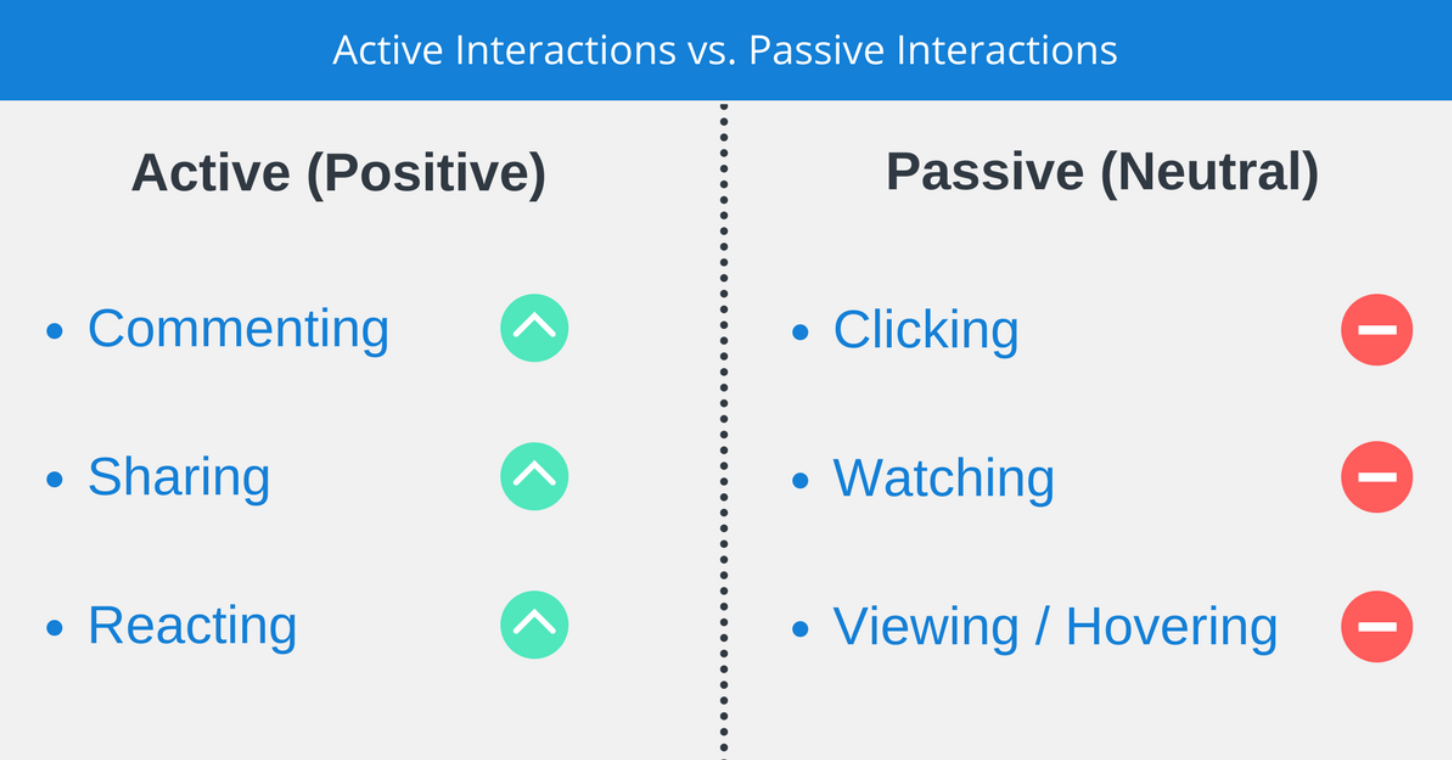 Active Interactions vs. Passive Interactions
Active (Positive)
Commenting
Sharing
Reacting
Passive (Neutral)
Clicking
Watching
Viewing / Hovering